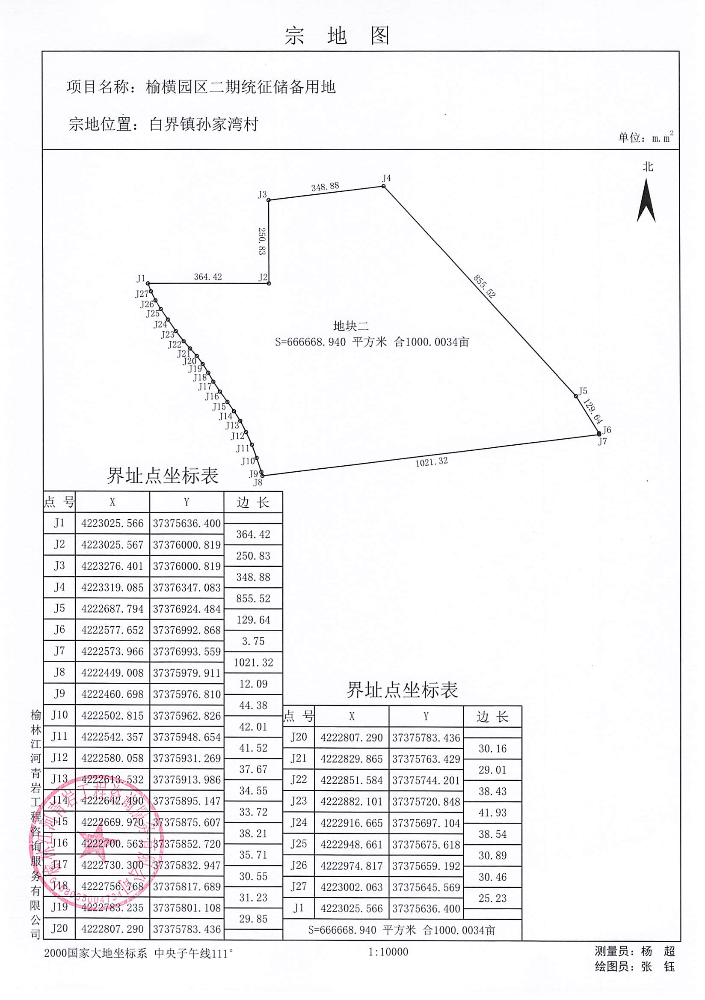 宗 地 图
项目名称：榆横园区二期统征储备用地
宗地位置：白界镇孙家湾村
单位：m.m²
北
J4
348.88
J3
250.83
J1
364.42
J2
855.52
J27
J26
J25
J24
J23
J22
J21
J20
J19
J18
J17
J16
J15
J14
J13
J12
J11
J10
J9
J8
地块二
S=666668.940 平方米 合1000.0034亩
J5
129.64
J6
J7
1021.32
界址点坐标表
点 号 X Y 边 长
J1 4223025.566 37375636.400
364.42
J2 4223025.567 37376000.819
250.83
J3 4223276.401 37376000.819
348.88
J4 4223319.085 37376347.083
855.52
J5 4222687.794 37376924.484
129.64
J6 4222577.652 37376992.868
3.75
J7 4222573.966 37376993.559
1021.32
J8 4222449.008 37375979.911
12.09
J9 4222460.698 37375976.810
44.38
J10 4222502.815 37375962.826
42.01
J11 4222542.357 37375948.654
41.52
J12 4222580.058 37375931.269
37.67
J13 4222613.532 37375913.986
34.55
J14 4222642.490 37375895.147
33.72
J15 4222669.970 37375875.607
38.21
J16 4222700.563 37375852.720
35.71
J17 4222730.300 37375832.947
30.55
J18 4222756.768 37375817.689
31.23
J19 4222783.235 37375801.108
29.85
J20 4222807.290 37375783.436
界址点坐标表
点 号 X Y 边 长
J20 4222807.290 37375783.436
30.16
J21 4222829.865 37375763.429
29.01
J22 4222851.584 37375744.201
38.43
J23 4222882.101 37375720.848
41.93
J24 4222916.665 37375697.104
38.54
J25 4222948.661 37375675.618
30.89
J26 4222974.817 37375659.192
30.46
J27 4223002.063 37375645.569
25.23
J1 4223025.566 37375636.400
S=666668.940 平方米 合1000.0034亩
榆林江河青岩工程咨询服务有限公司
榆林江河青岩工程咨询服务有限公司
6108035004734
2000国家大地坐标系 中央子午线111°
1:10000
测量员：杨 超
绘图员：张 钰